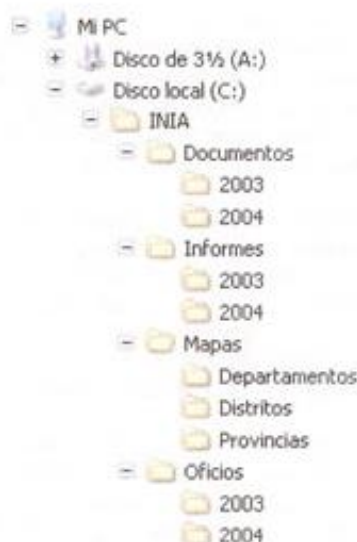 Mi PC
Disco de 3½ (A:)
Disco local (C:)
INIA
Documentos
2003
2004
Informes
2003
2004
Mapas
Departamentos
Distritos
Provincias
Oficios
2003
2004